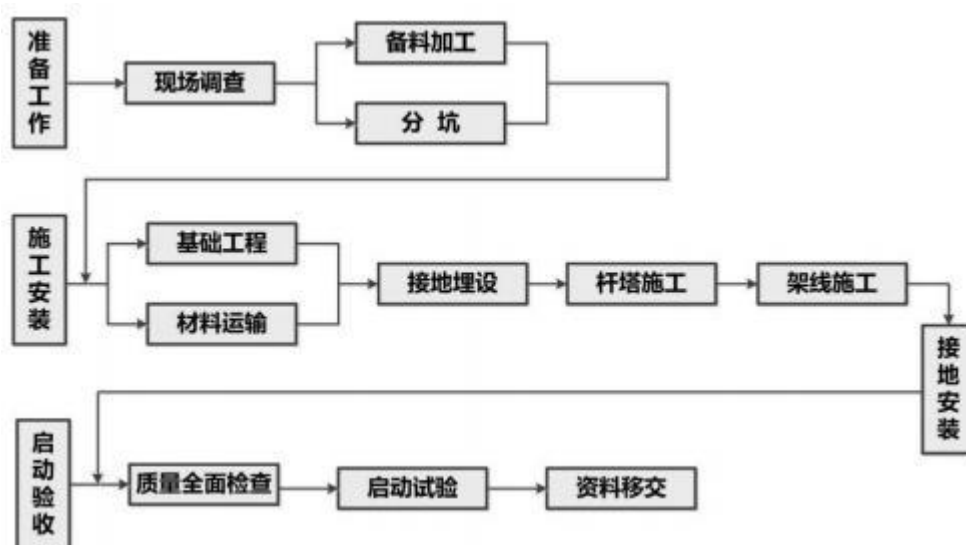 准备工作
现场调查
备料加工
分 坑
施工安装
基础工程
材料运输
接地埋设
杆塔施工
架线施工
接地安装
启动验收
质量全面检查
启动试验
资料移交